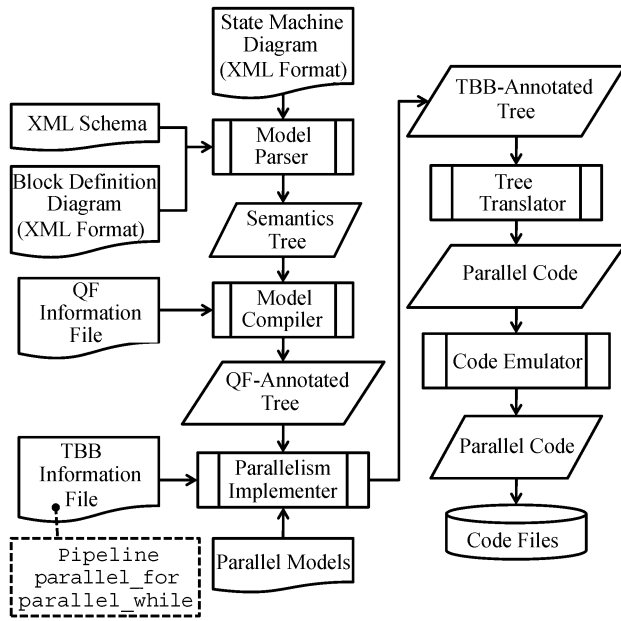 State Machine
Diagram
(XML Format)
XML Schema
Model
Parser
Block Definition
Diagram
(XML Format)
Semantics
Tree
QF
Information
File
Model
Compiler
QF-Annotated
Tree
TBB
Information
File
Parallelism
Implementer
Pipeline
parallel_for
parallel_while
Parallel Models
TBB-Annotated
Tree
Tree
Translator
Parallel Code
Code Emulator
Parallel Code
Code Files